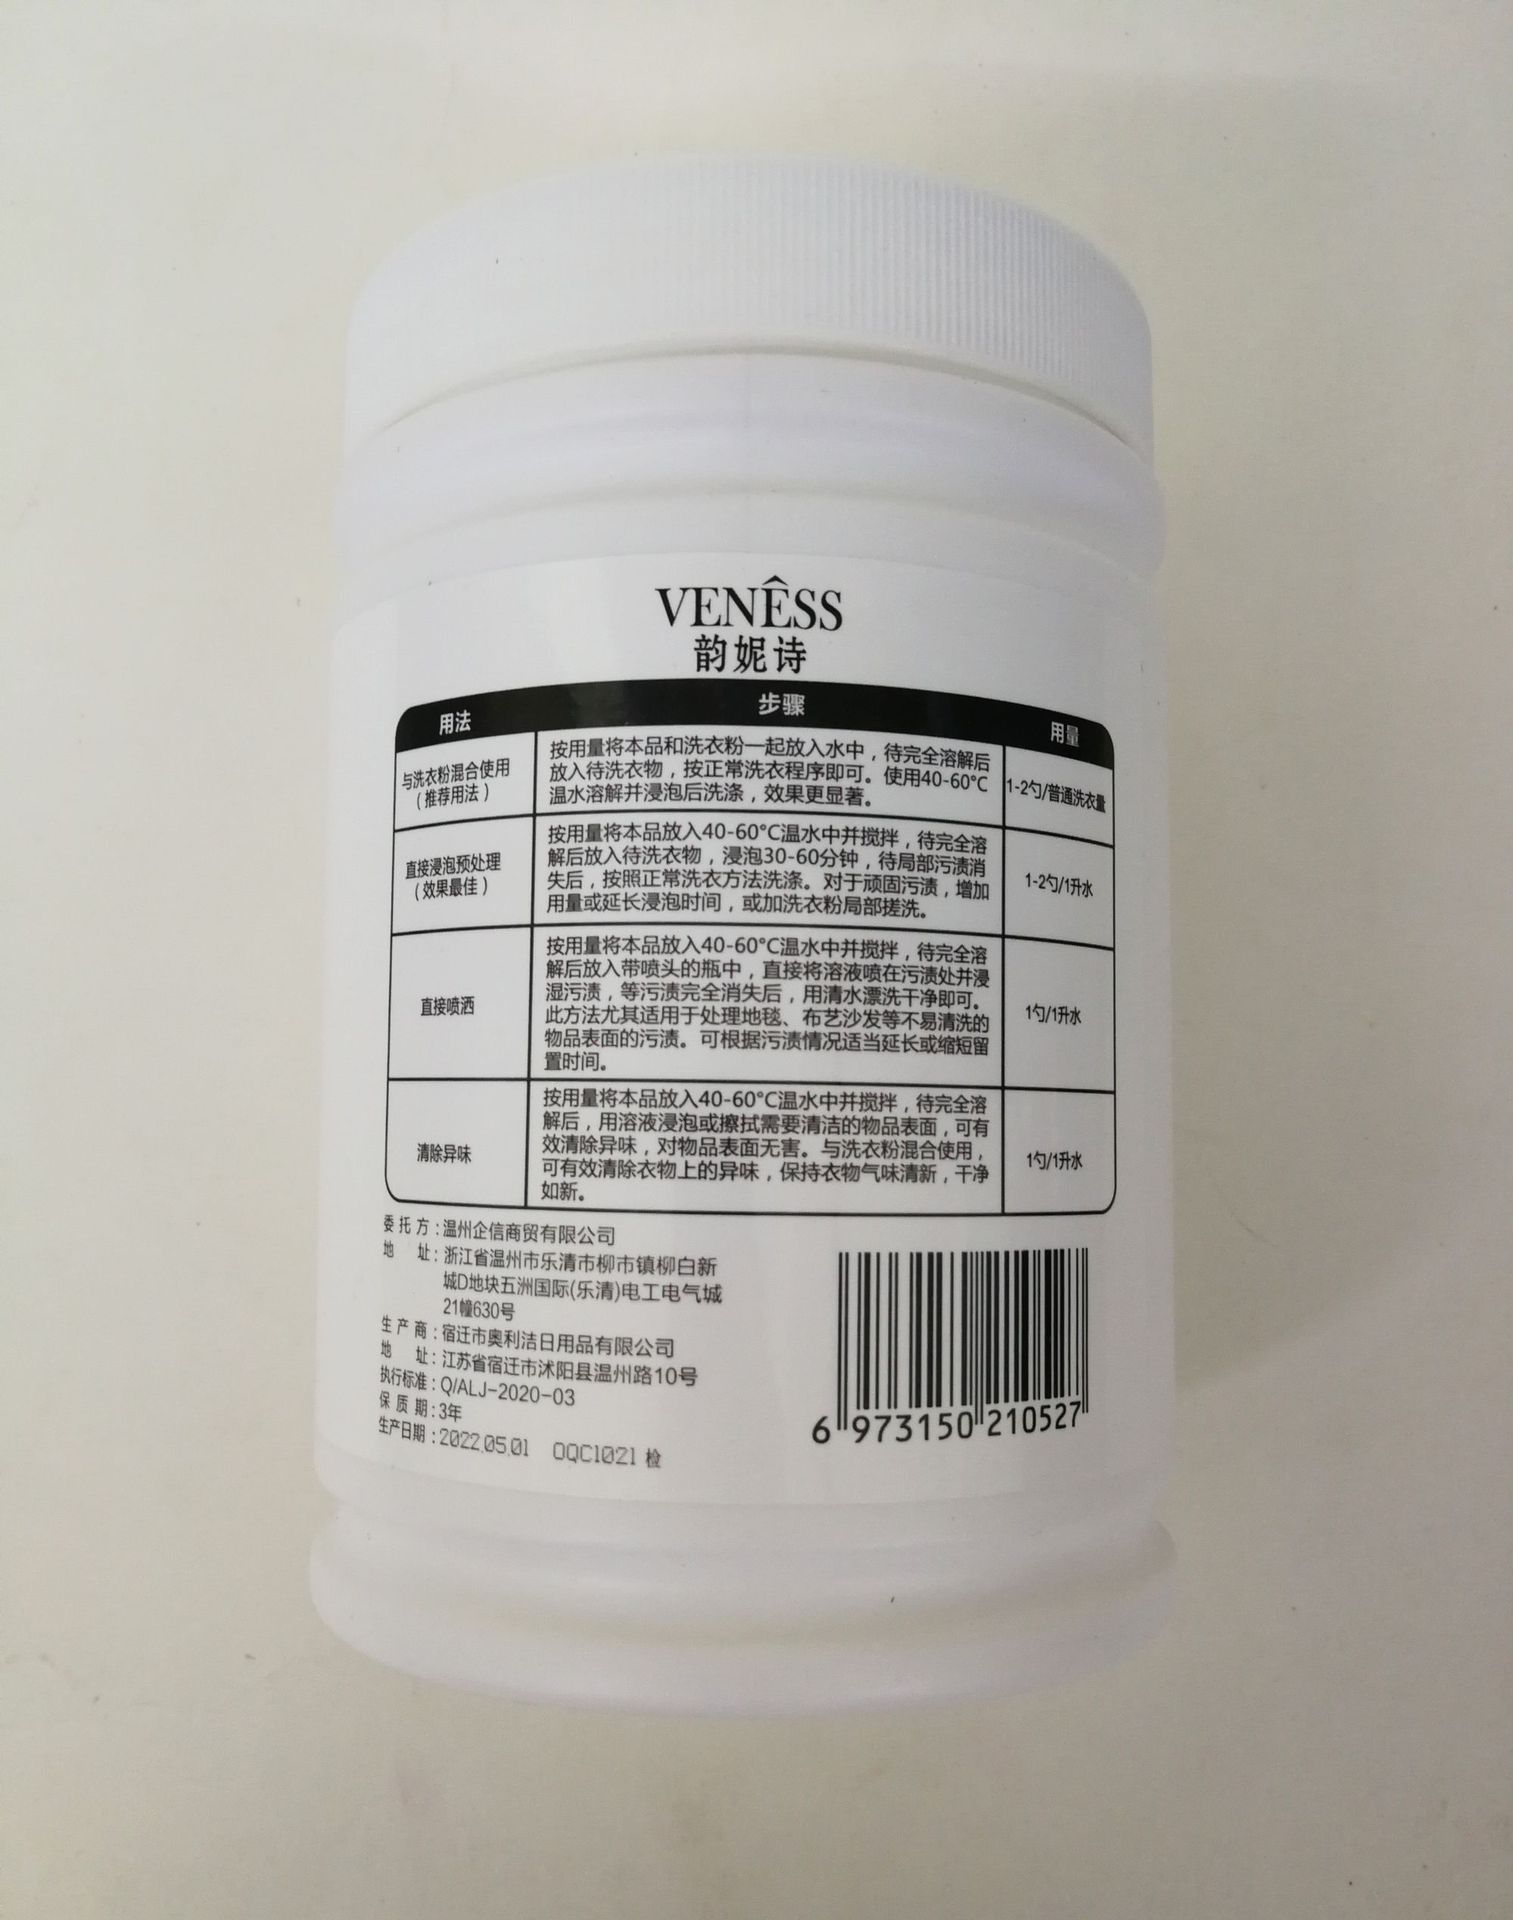 VENÊSS
韵妮诗
用法
步骤
用量
与洗衣粉混合使用
（推荐用法）
按用量将本品和洗衣粉一起放入水中，待完全溶解后
放入待洗衣物，按正常洗衣程序即可。使用40-60°C
温水溶解并浸泡后洗涤，效果更显著。
1-2勺/普通洗衣量
直接浸泡预处理
（效果最佳）
按用量将本品放入40-60°C温水中并搅拌，待完全溶
解后放入待洗衣物，浸泡30-60分钟，待局部污渍消
失后，按照正常洗衣方法洗涤。对于顽固污渍，增加
用量或延长浸泡时间，或加洗衣粉局部搓洗。
1-2勺/1升水
直接喷洒
按用量将本品放入40-60°C温水中并搅拌，待完全溶
解后放入带喷头的瓶中，直接将溶液喷在污渍处并浸
湿污渍，等污渍完全消失后，用清水漂洗干净即可。
此方法尤其适用于处理地毯、布艺沙发等不易清洗的
物品表面的污渍。可根据污渍情况适当延长或缩短留
置时间。
1勺/1升水
清除异味
按用量将本品放入40-60°C温水中并搅拌，待完全溶
解后，用溶液浸泡或擦拭需要清洁的物品表面，可有
效清除异味，对物品表面无害。与洗衣粉混合使用，
可有效清除衣物上的异味，保持衣物气味清新，干净
如新。
1勺/1升水
委托方：温州企信商贸有限公司
地 址：浙江省温州市乐清市柳市镇柳白新
城D地块五洲国际(乐清)电工电气城
21幢630号
生产商：宿迁市奥利洁日用品有限公司
地 址：江苏省宿迁市沭阳县温州路10号
执行标准：Q/ALJ-2020-03
保质期：3年
生产日期：2022.05.01 OQC1021 检
6 973150 210527